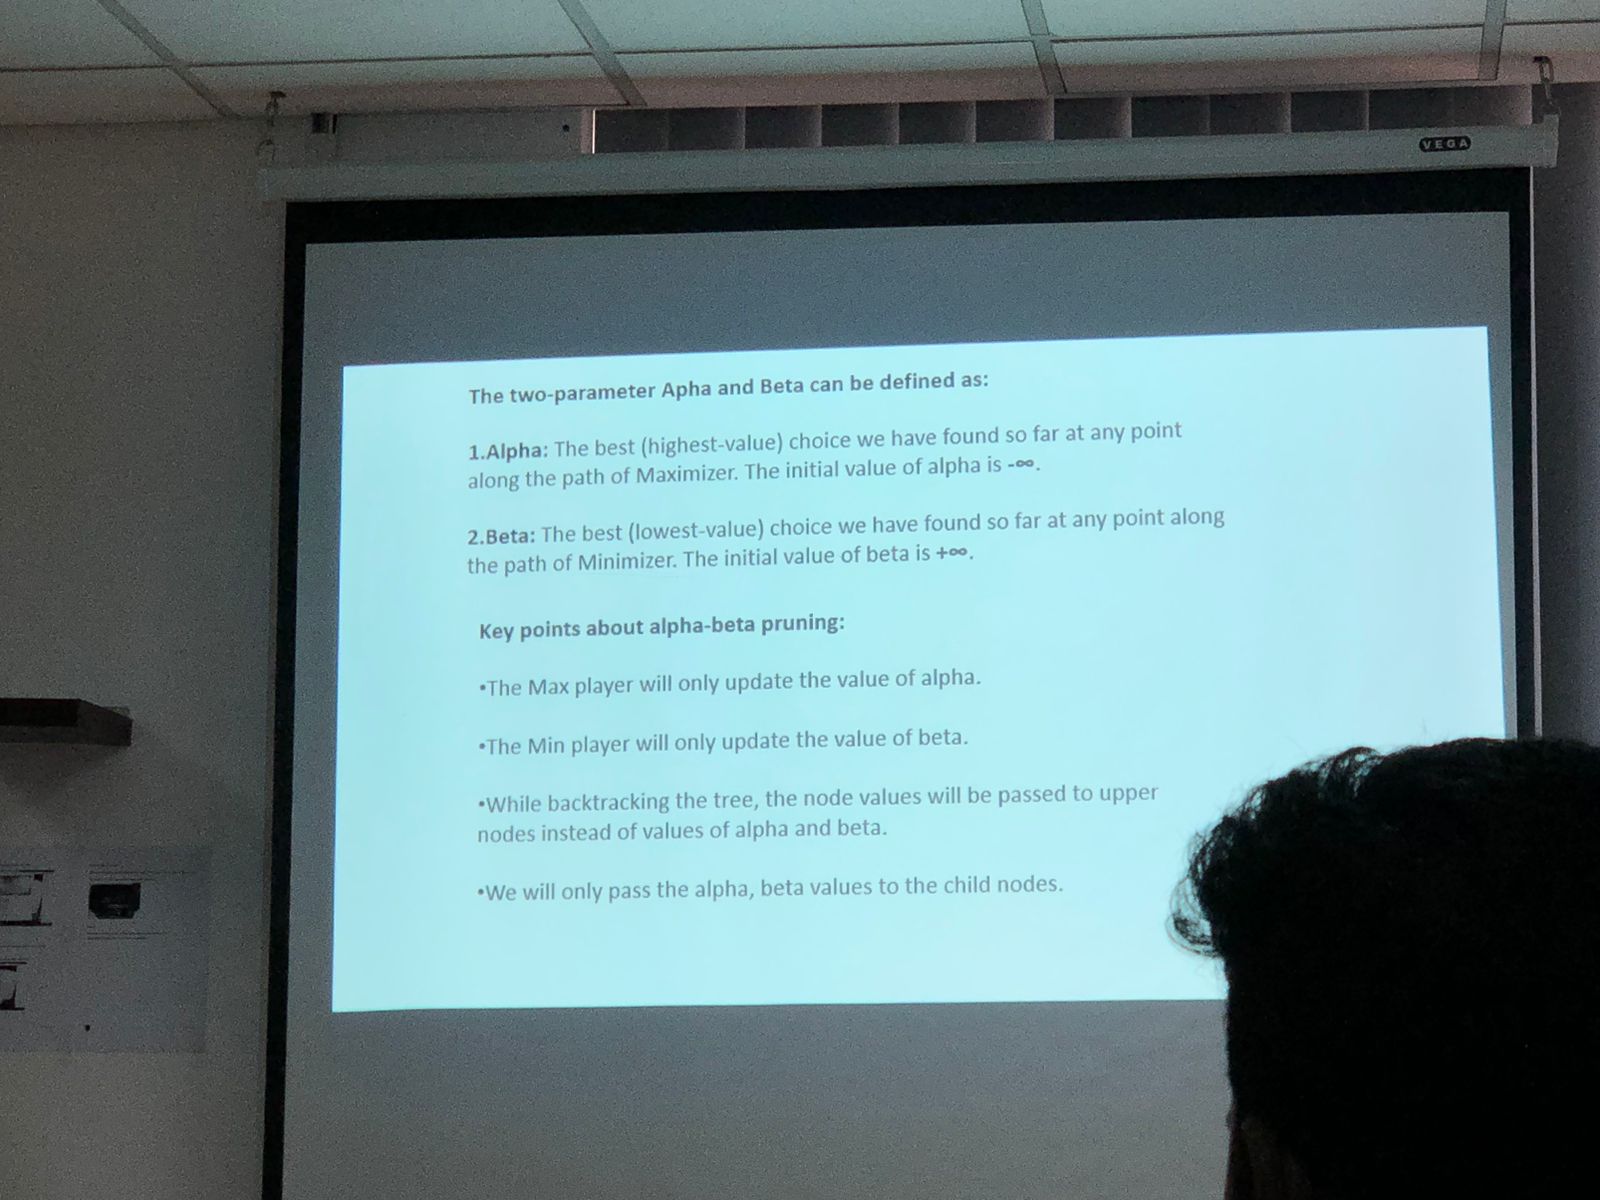 VEGA
The two-parameter Apha and Beta can be defined as:
1.Alpha: The best (highest-value) choice we have found so far at any point
along the path of Maximizer. The initial value of alpha is -∞.
2.Beta: The best (lowest-value) choice we have found so far at any point along
the path of Minimizer. The initial value of beta is +∞.
Key points about alpha-beta pruning:
•The Max player will only update the value of alpha.
•The Min player will only update the value of beta.
•While backtracking the tree, the node values will be passed to upper
nodes instead of values of alpha and beta.
•We will only pass the alpha, beta values to the child nodes.